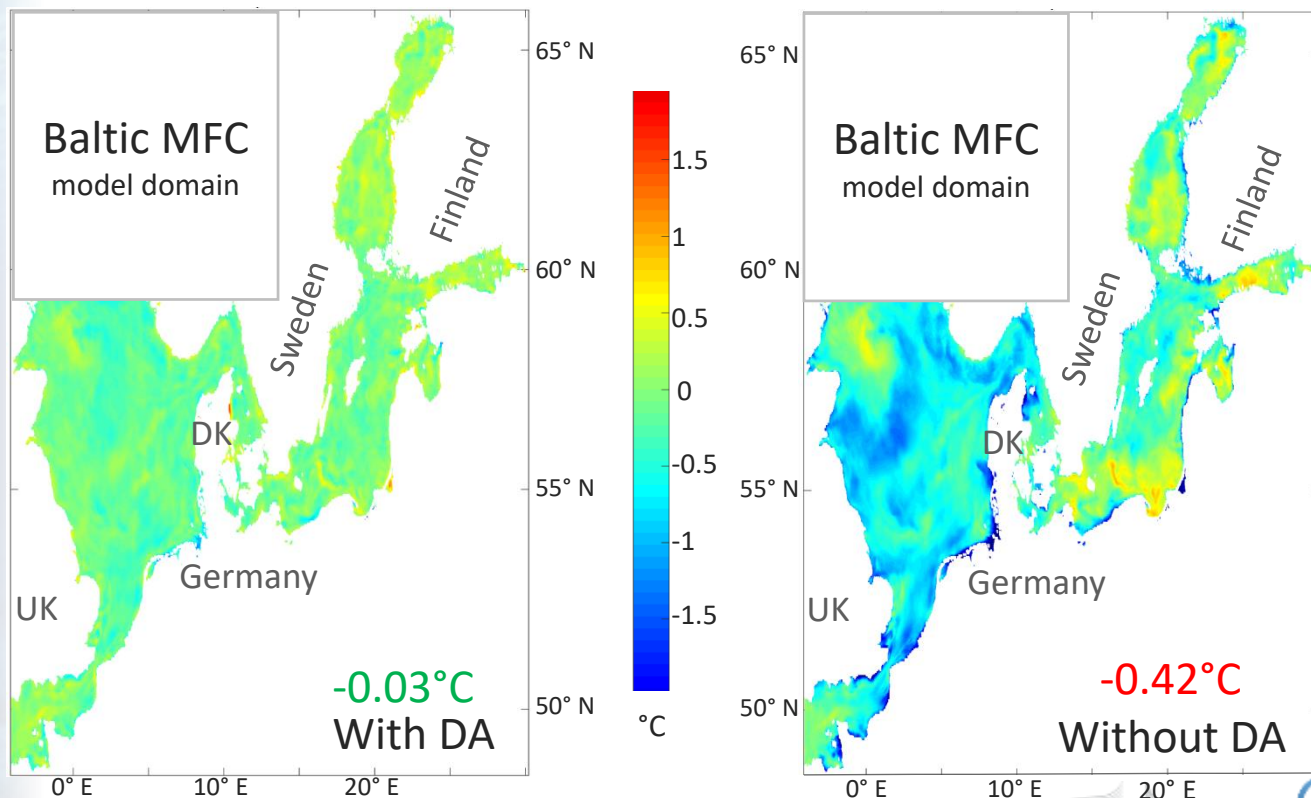 Baltic MFC
model domain
Finland
Sweden
DK
Germany
UK
-0.03°C
With DA
0° E
10° E
20° E
65° N
60° N
55° N
50° N
1.5
1
0.5
0
-0.5
-1
-1.5
°C
65° N
60° N
55° N
50° N
Baltic MFC
model domain
Finland
Sweden
DK
Germany
UK
-0.42°C
Without DA
0° E
10° E
20° E